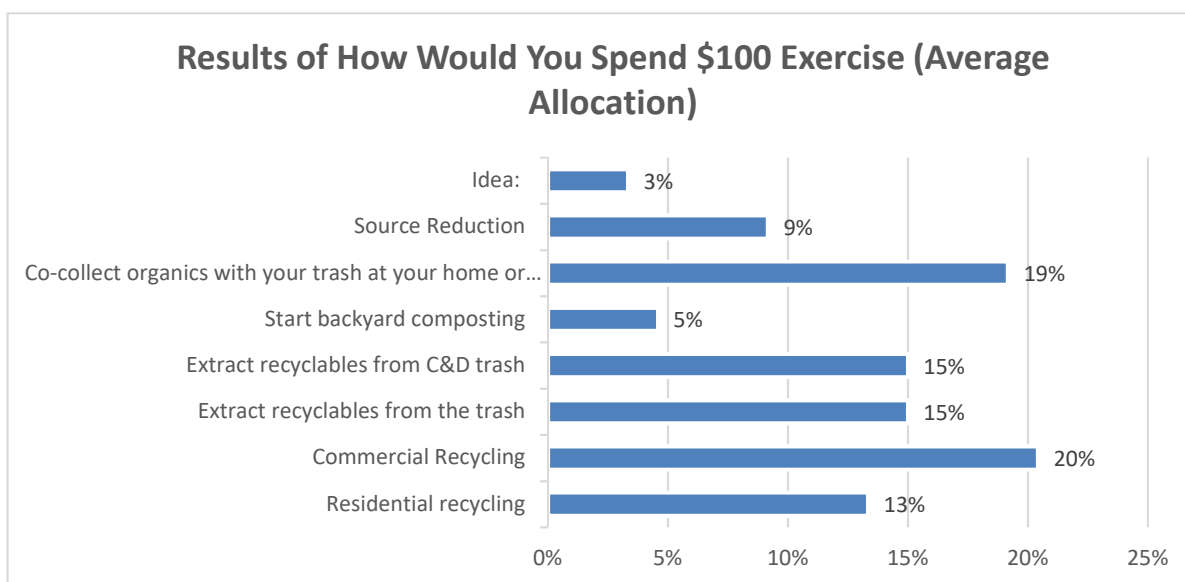 Results of How Would You Spend $100 Exercise (Average
Allocation)
Idea:
3%
Source Reduction
9%
Co-collect organics with your trash at your home or…
19%
Start backyard composting
5%
Extract recyclables from C&D trash
15%
Extract recyclables from the trash
15%
Commercial Recycling
20%
Residential recycling
13%
0% 5% 10% 15% 20% 25%